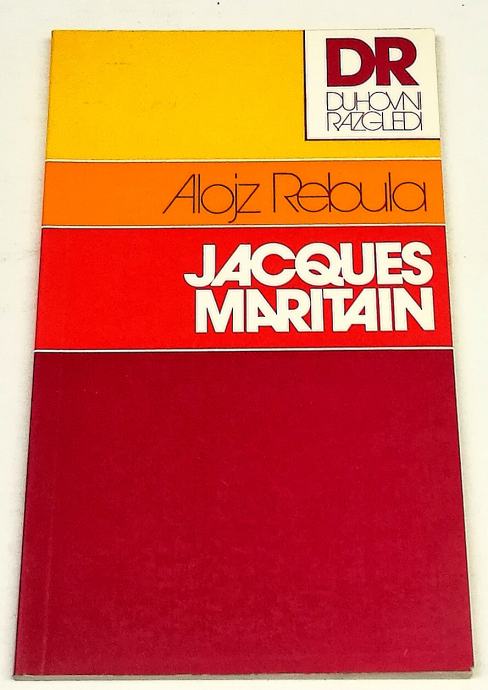 DR
DUHOVNI
RAZGLEDI
Alojz Rebula
JACQUES
MARITAIN